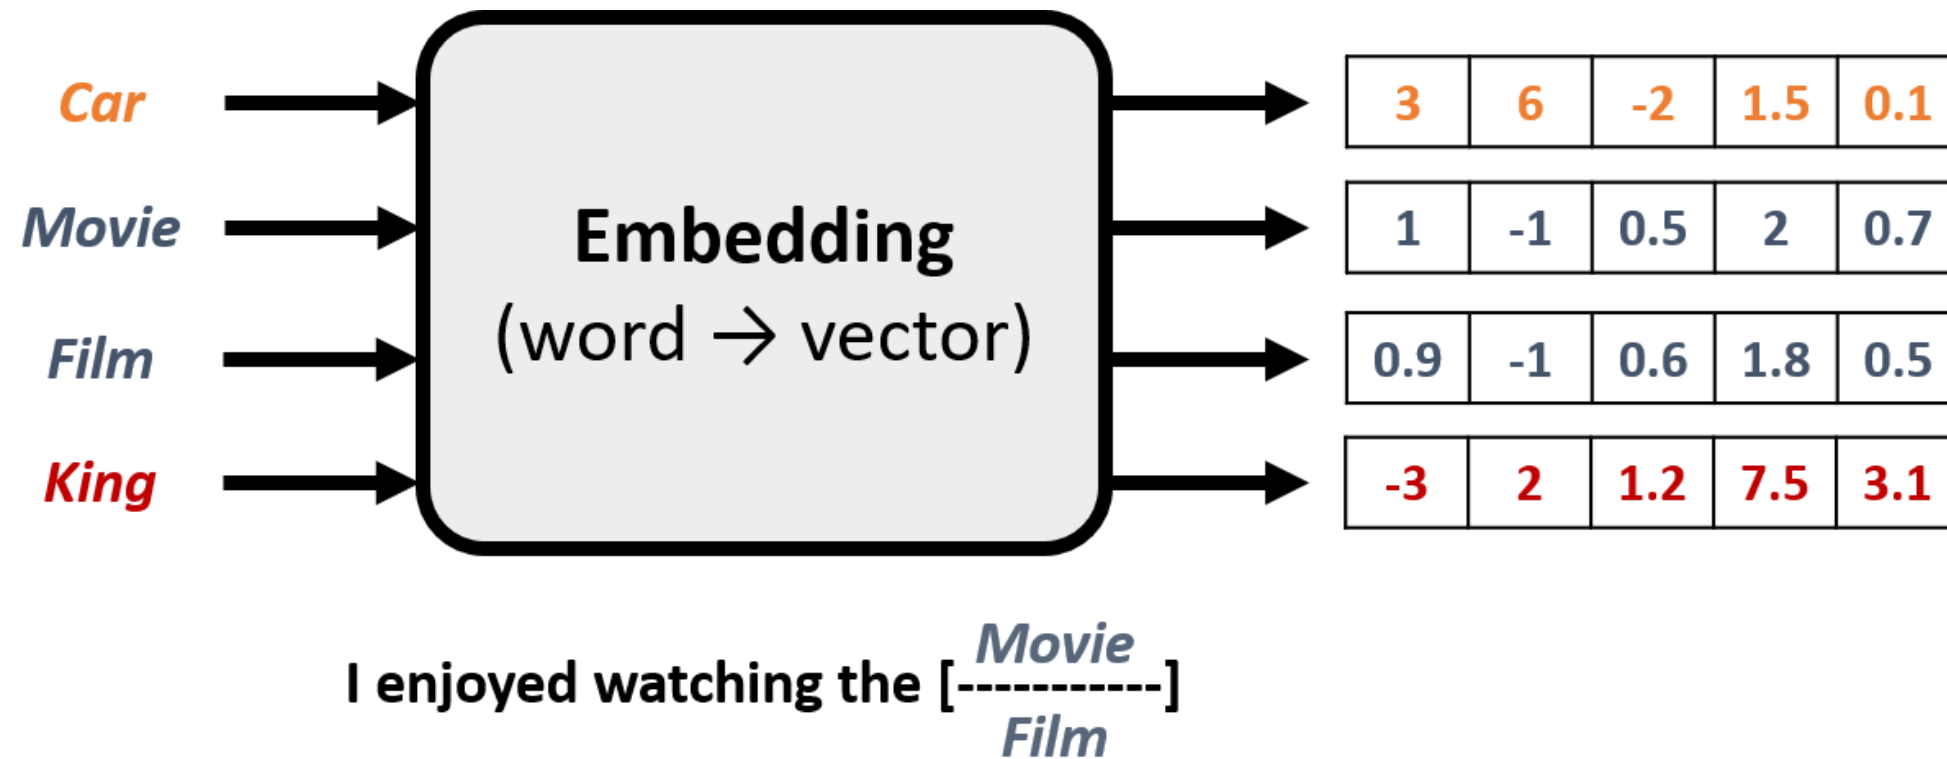 Car 3 6 -2 1.5 0.1
Movie 1 -1 0.5 2 0.7
Embedding
(word → vector)
Film 0.9 -1 0.6 1.8 0.5
King -3 2 1.2 7.5 3.1
Movie
I enjoyed watching the [-----------]
Film